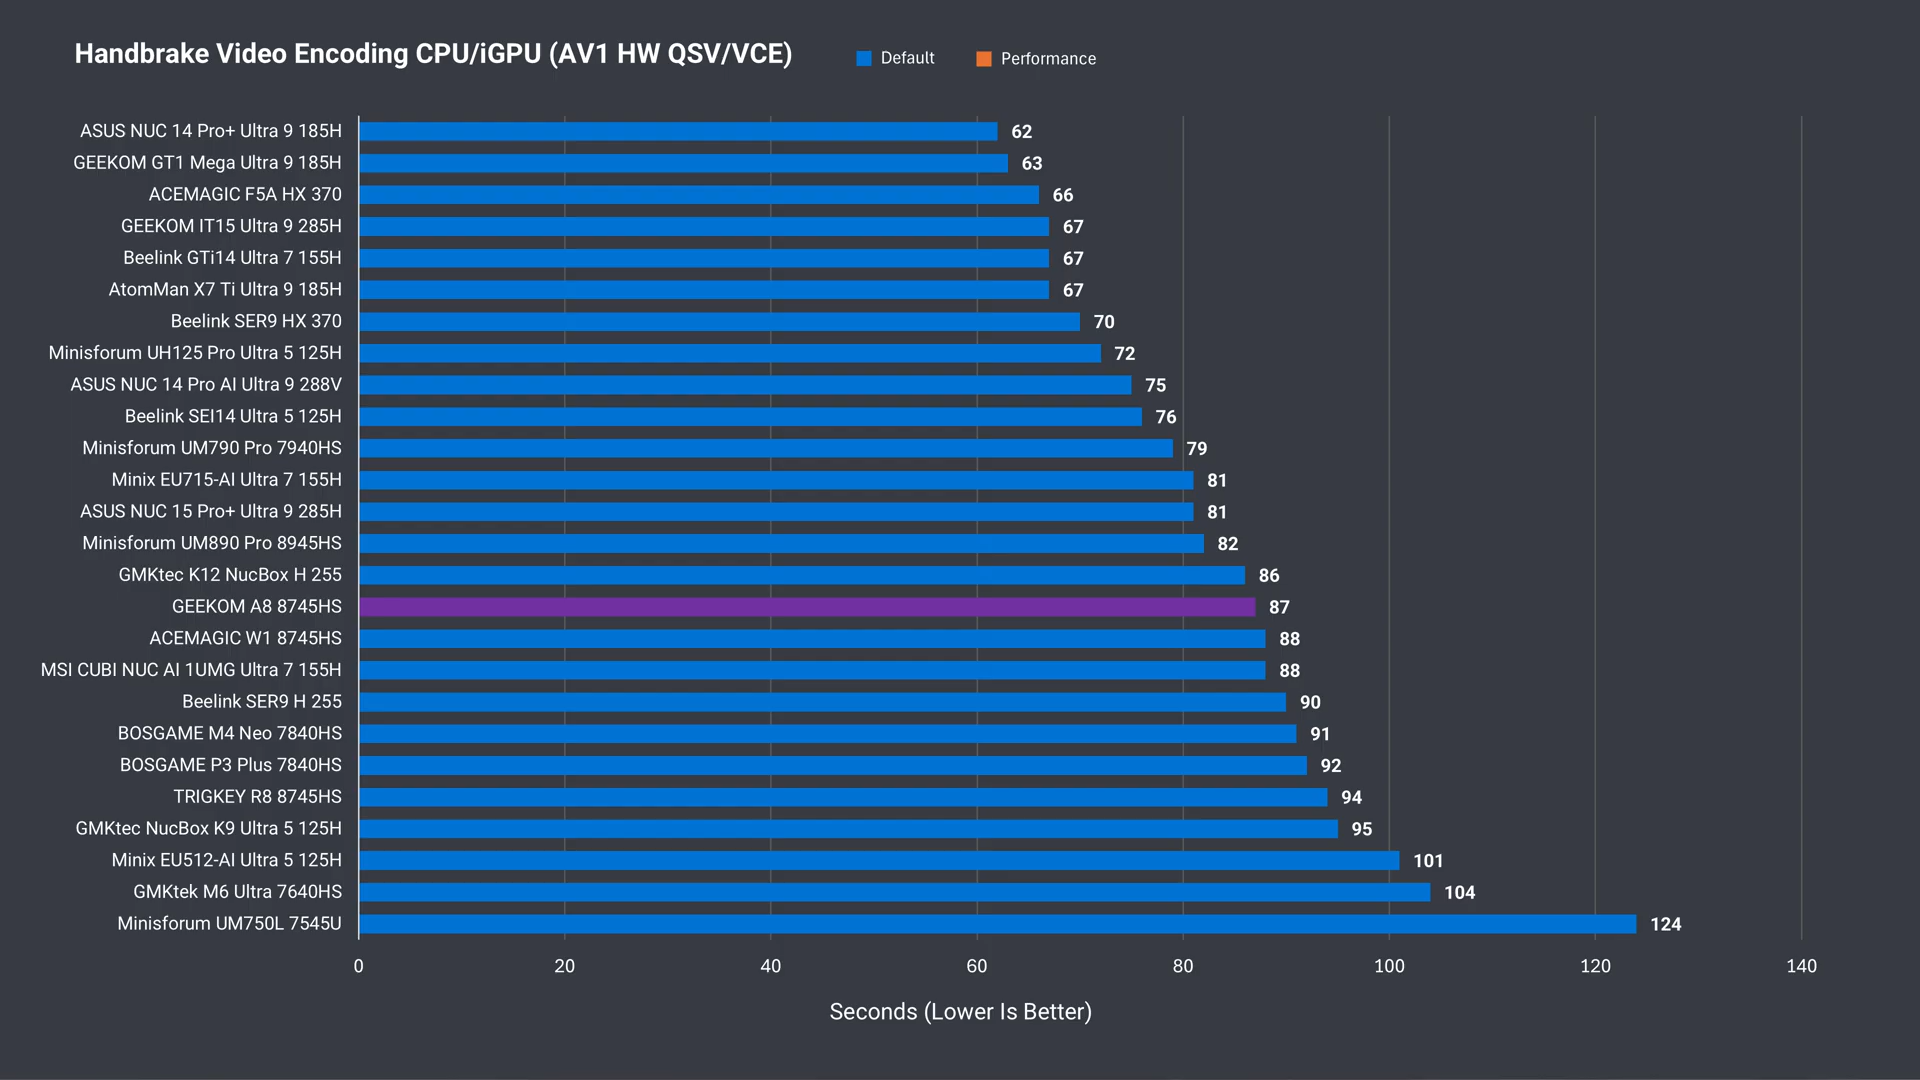 Handbrake Video Encoding CPU/iGPU (AV1 HW QSV/VCE)
Default
Performance
ASUS NUC 14 Pro+ Ultra 9 185H 62
GEEKOM GT1 Mega Ultra 9 185H 63
ACEMAGIC F5A HX 370 66
GEEKOM IT15 Ultra 9 285H 67
Beelink GTi14 Ultra 7 155H 67
AtomMan X7 Ti Ultra 9 185H 67
Beelink SER9 HX 370 70
Minisforum UH125 Pro Ultra 5 125H 72
ASUS NUC 14 Pro AI Ultra 9 288V 75
Beelink SEI14 Ultra 5 125H 76
Minisforum UM790 Pro 7940HS 79
Minix EU715-AI Ultra 7 155H 81
ASUS NUC 15 Pro+ Ultra 9 285H 81
Minisforum UM890 Pro 8945HS 82
GMKtec K12 NucBox H 255 86
GEEKOM A8 8745HS 87
ACEMAGIC W1 8745HS 88
MSI CUBI NUC AI 1UMG Ultra 7 155H 88
Beelink SER9 H 255 90
BOSGAME M4 Neo 7840HS 91
BOSGAME P3 Plus 7840HS 92
TRIGKEY R8 8745HS 94
GMKtec NucBox K9 Ultra 5 125H 95
Minix EU512-AI Ultra 5 125H 101
GMKtek M6 Ultra 7640HS 104
Minisforum UM750L 7545U 124
0 20 40 60 80 100 120 140
Seconds (Lower Is Better)